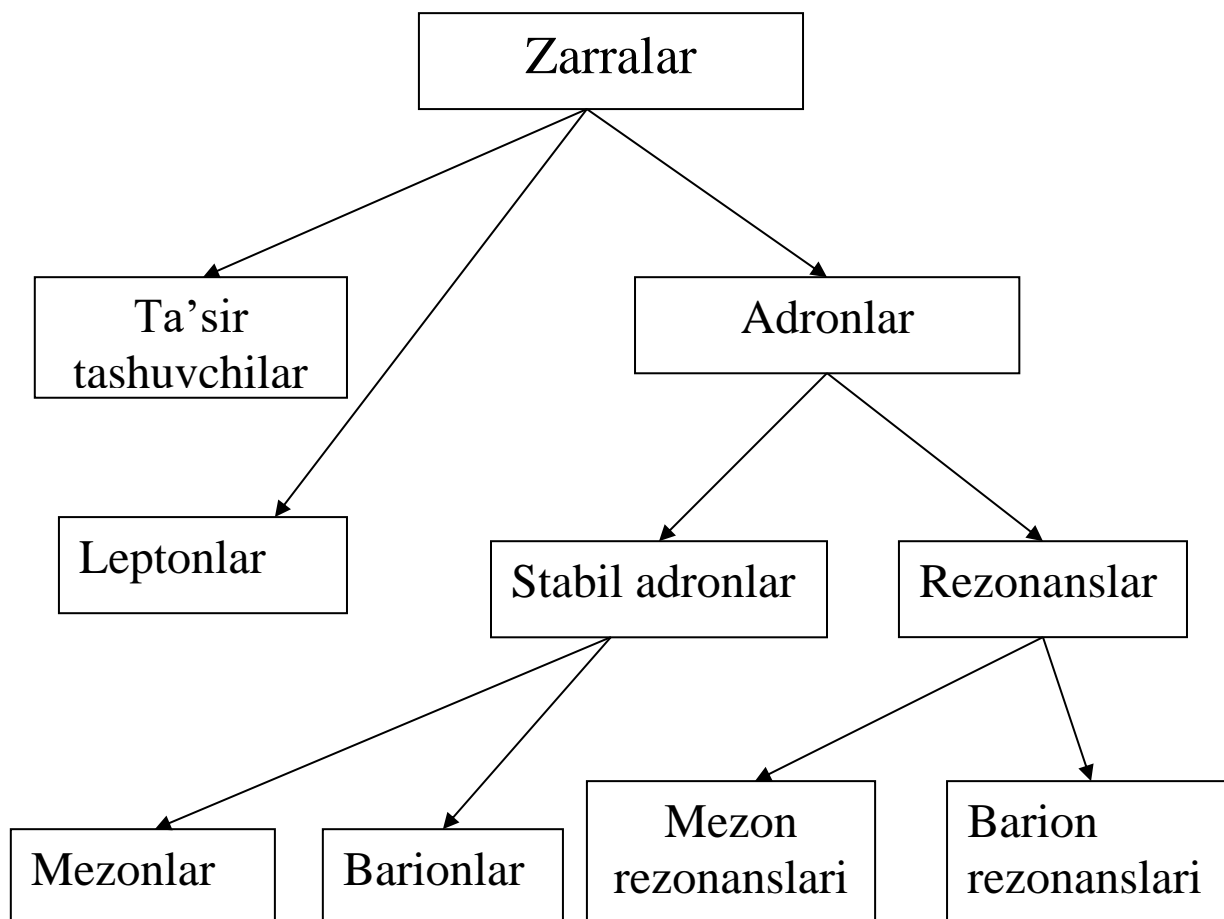 Zarralar
Ta’sir
tashuvchilar
Adronlar
Leptonlar
Stabil adronlar
Rezonanslar
Mezonlar
Barionlar
Mezon
rezonanslari
Barion
rezonanslari